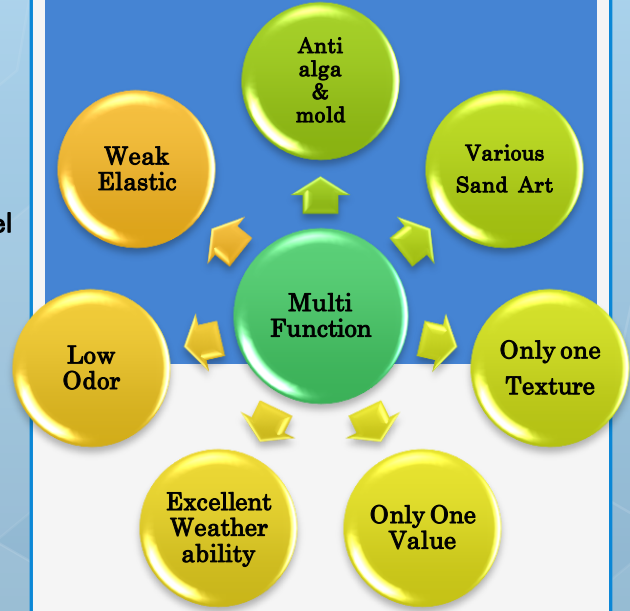 Anti
alga
&
mold
Weak
Elastic
Various
Sand Art
el
Multi
Function
Low
Odor
Only one
Texture
Excellent
Weather
ability
Only One
Value